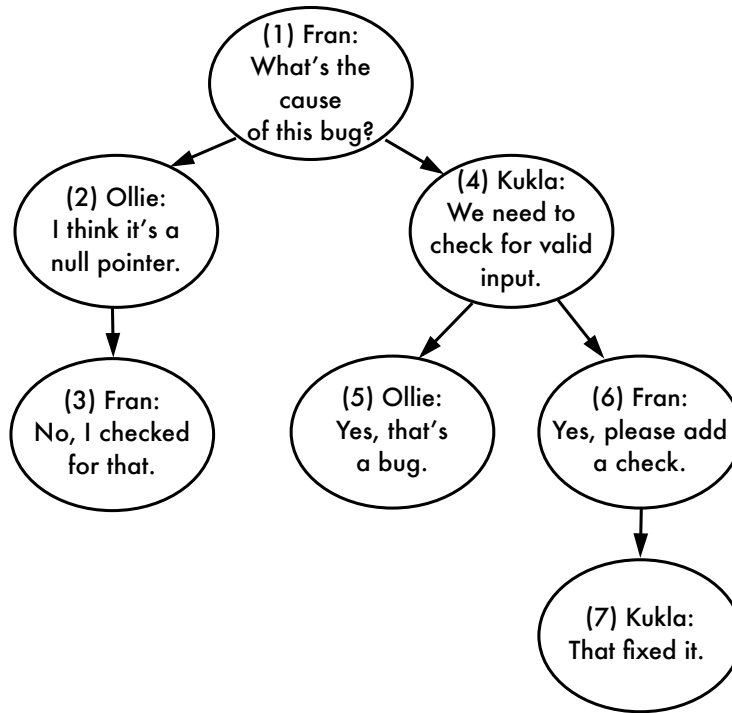 (1) Fran:
What's the
cause
of this bug?
(2) Ollie:
I think it's a
null pointer.
(3) Fran:
No, I checked
for that.
(4) Kukla:
We need to
check for valid
input.
(5) Ollie:
Yes, that's
a bug.
(6) Fran:
Yes, please add
a check.
(7) Kukla:
That fixed it.